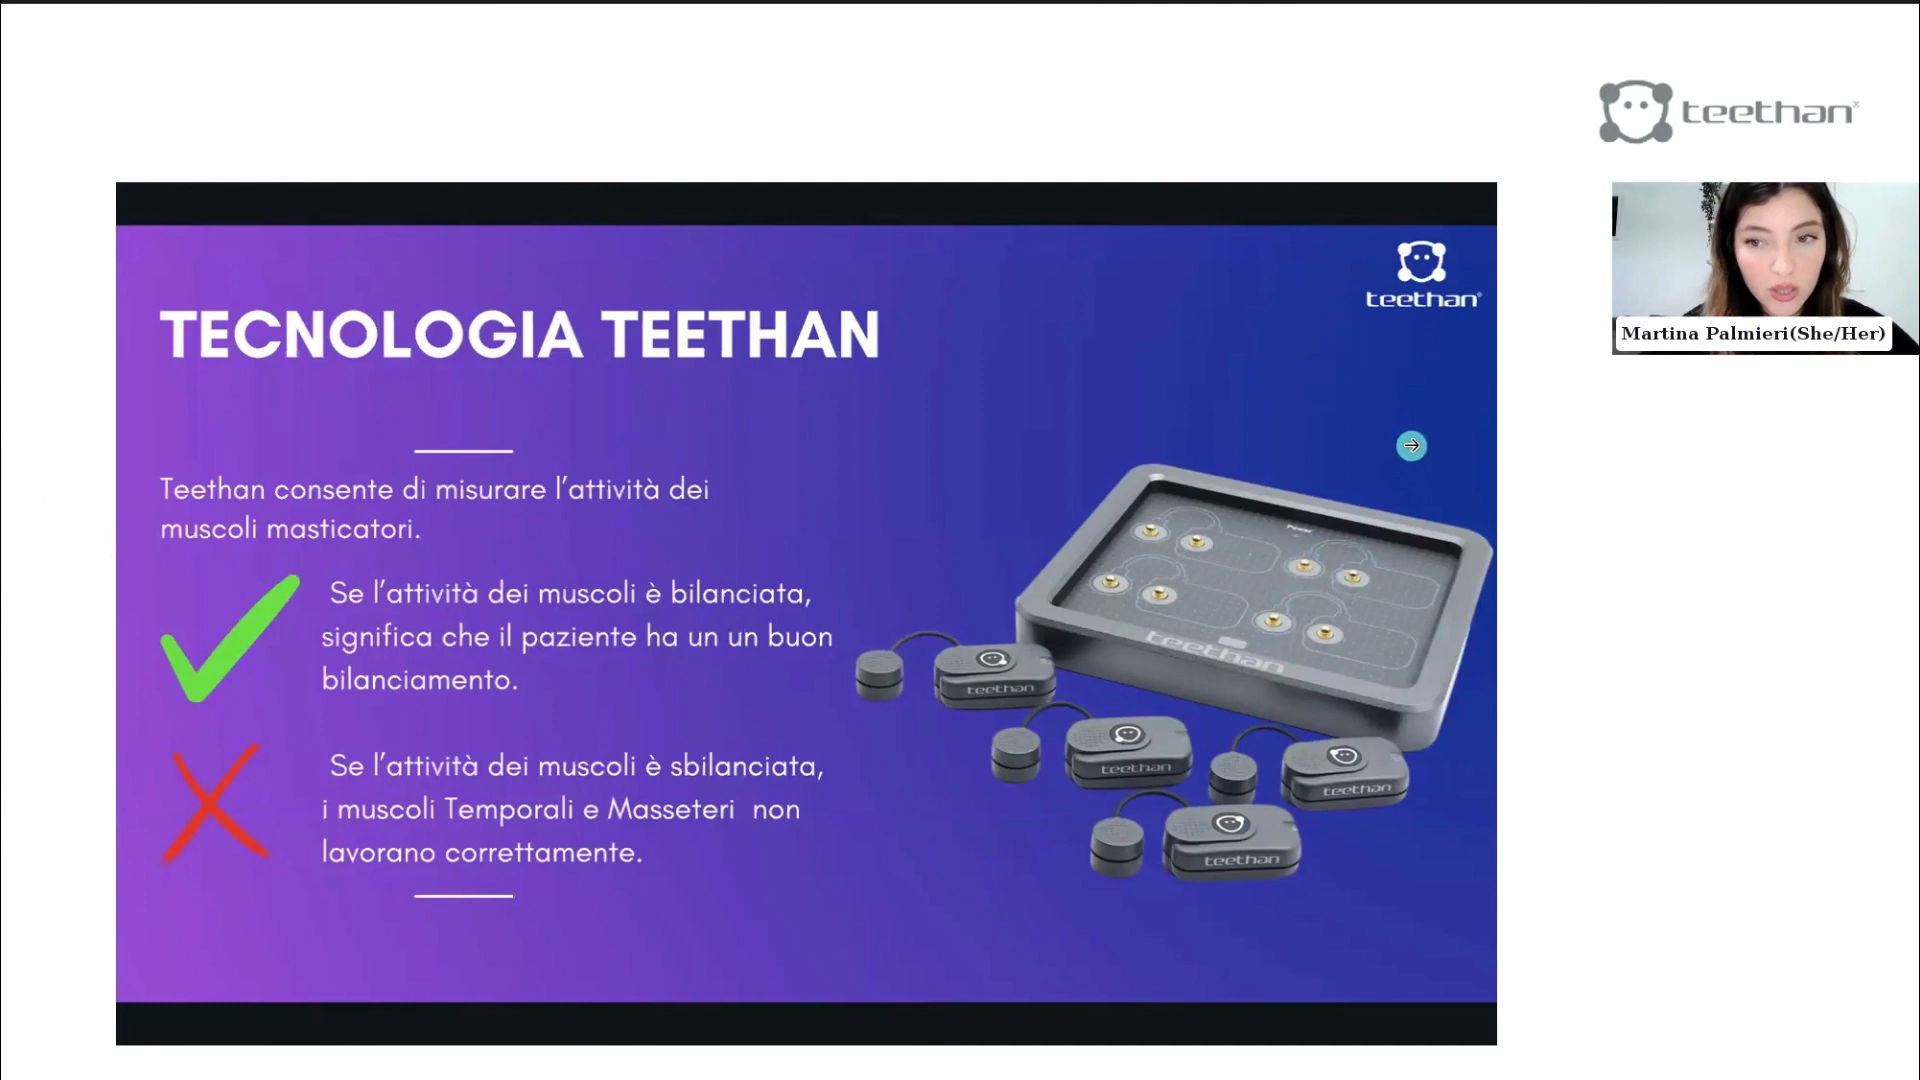 teethan
Martina Palmieri(She/Her)
teethan
TECNOLOGIA TEETHAN
Teethan consente di misurare l'attività dei
muscoli masticatori.
Se l'attività dei muscoli è bilanciata,
significa che il paziente ha un un buon
bilanciamento.
Se l'attività dei muscoli è sbilanciata,
i muscoli Temporali e Masseteri non
lavorano correttamente.
Power
teethan
teethan
teethan
teethan
teethan